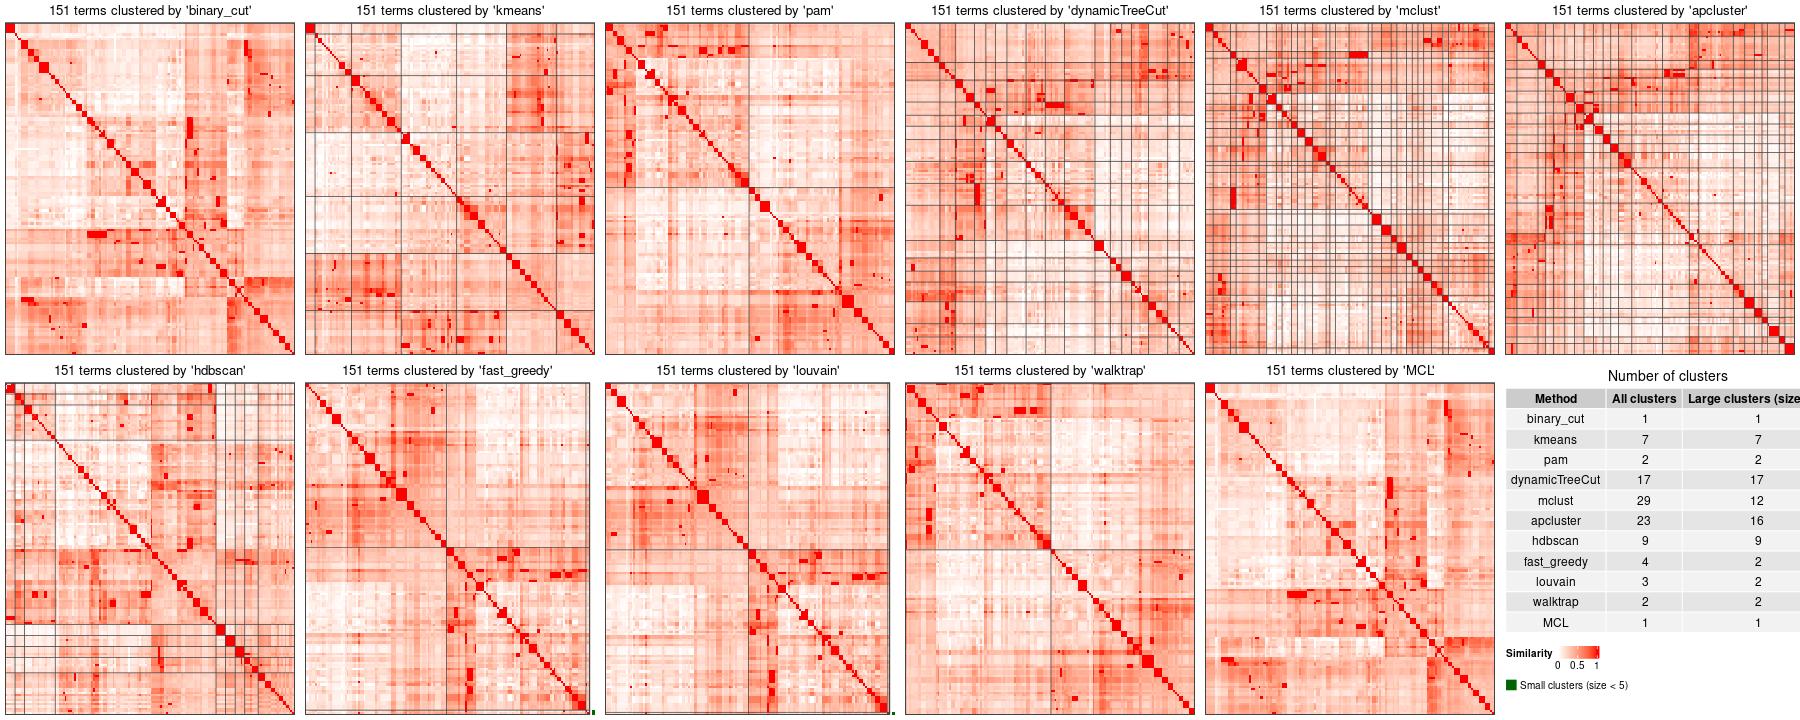 151 terms clustered by 'binary_cut'
151 terms clustered by 'kmeans'
151 terms clustered by 'pam'
151 terms clustered by 'dynamicTreeCut'
151 terms clustered by 'mclust'
151 terms clustered by 'apcluster'
151 terms clustered by 'hdbscan'
151 terms clustered by 'fast_greedy'
151 terms clustered by 'louvain'
151 terms clustered by 'walktrap'
151 terms clustered by 'MCL'
Number of clusters
Method All clusters Large clusters (size
binary_cut 1 1
kmeans 7 7
pam 2 2
dynamicTreeCut 17 17
mclust 29 12
apcluster 23 16
hdbscan 9 9
fast_greedy 4 2
louvain 3 2
walktrap 2 2
MCL 1 1
Similarity
0 0.5 1
Small clusters (size < 5)